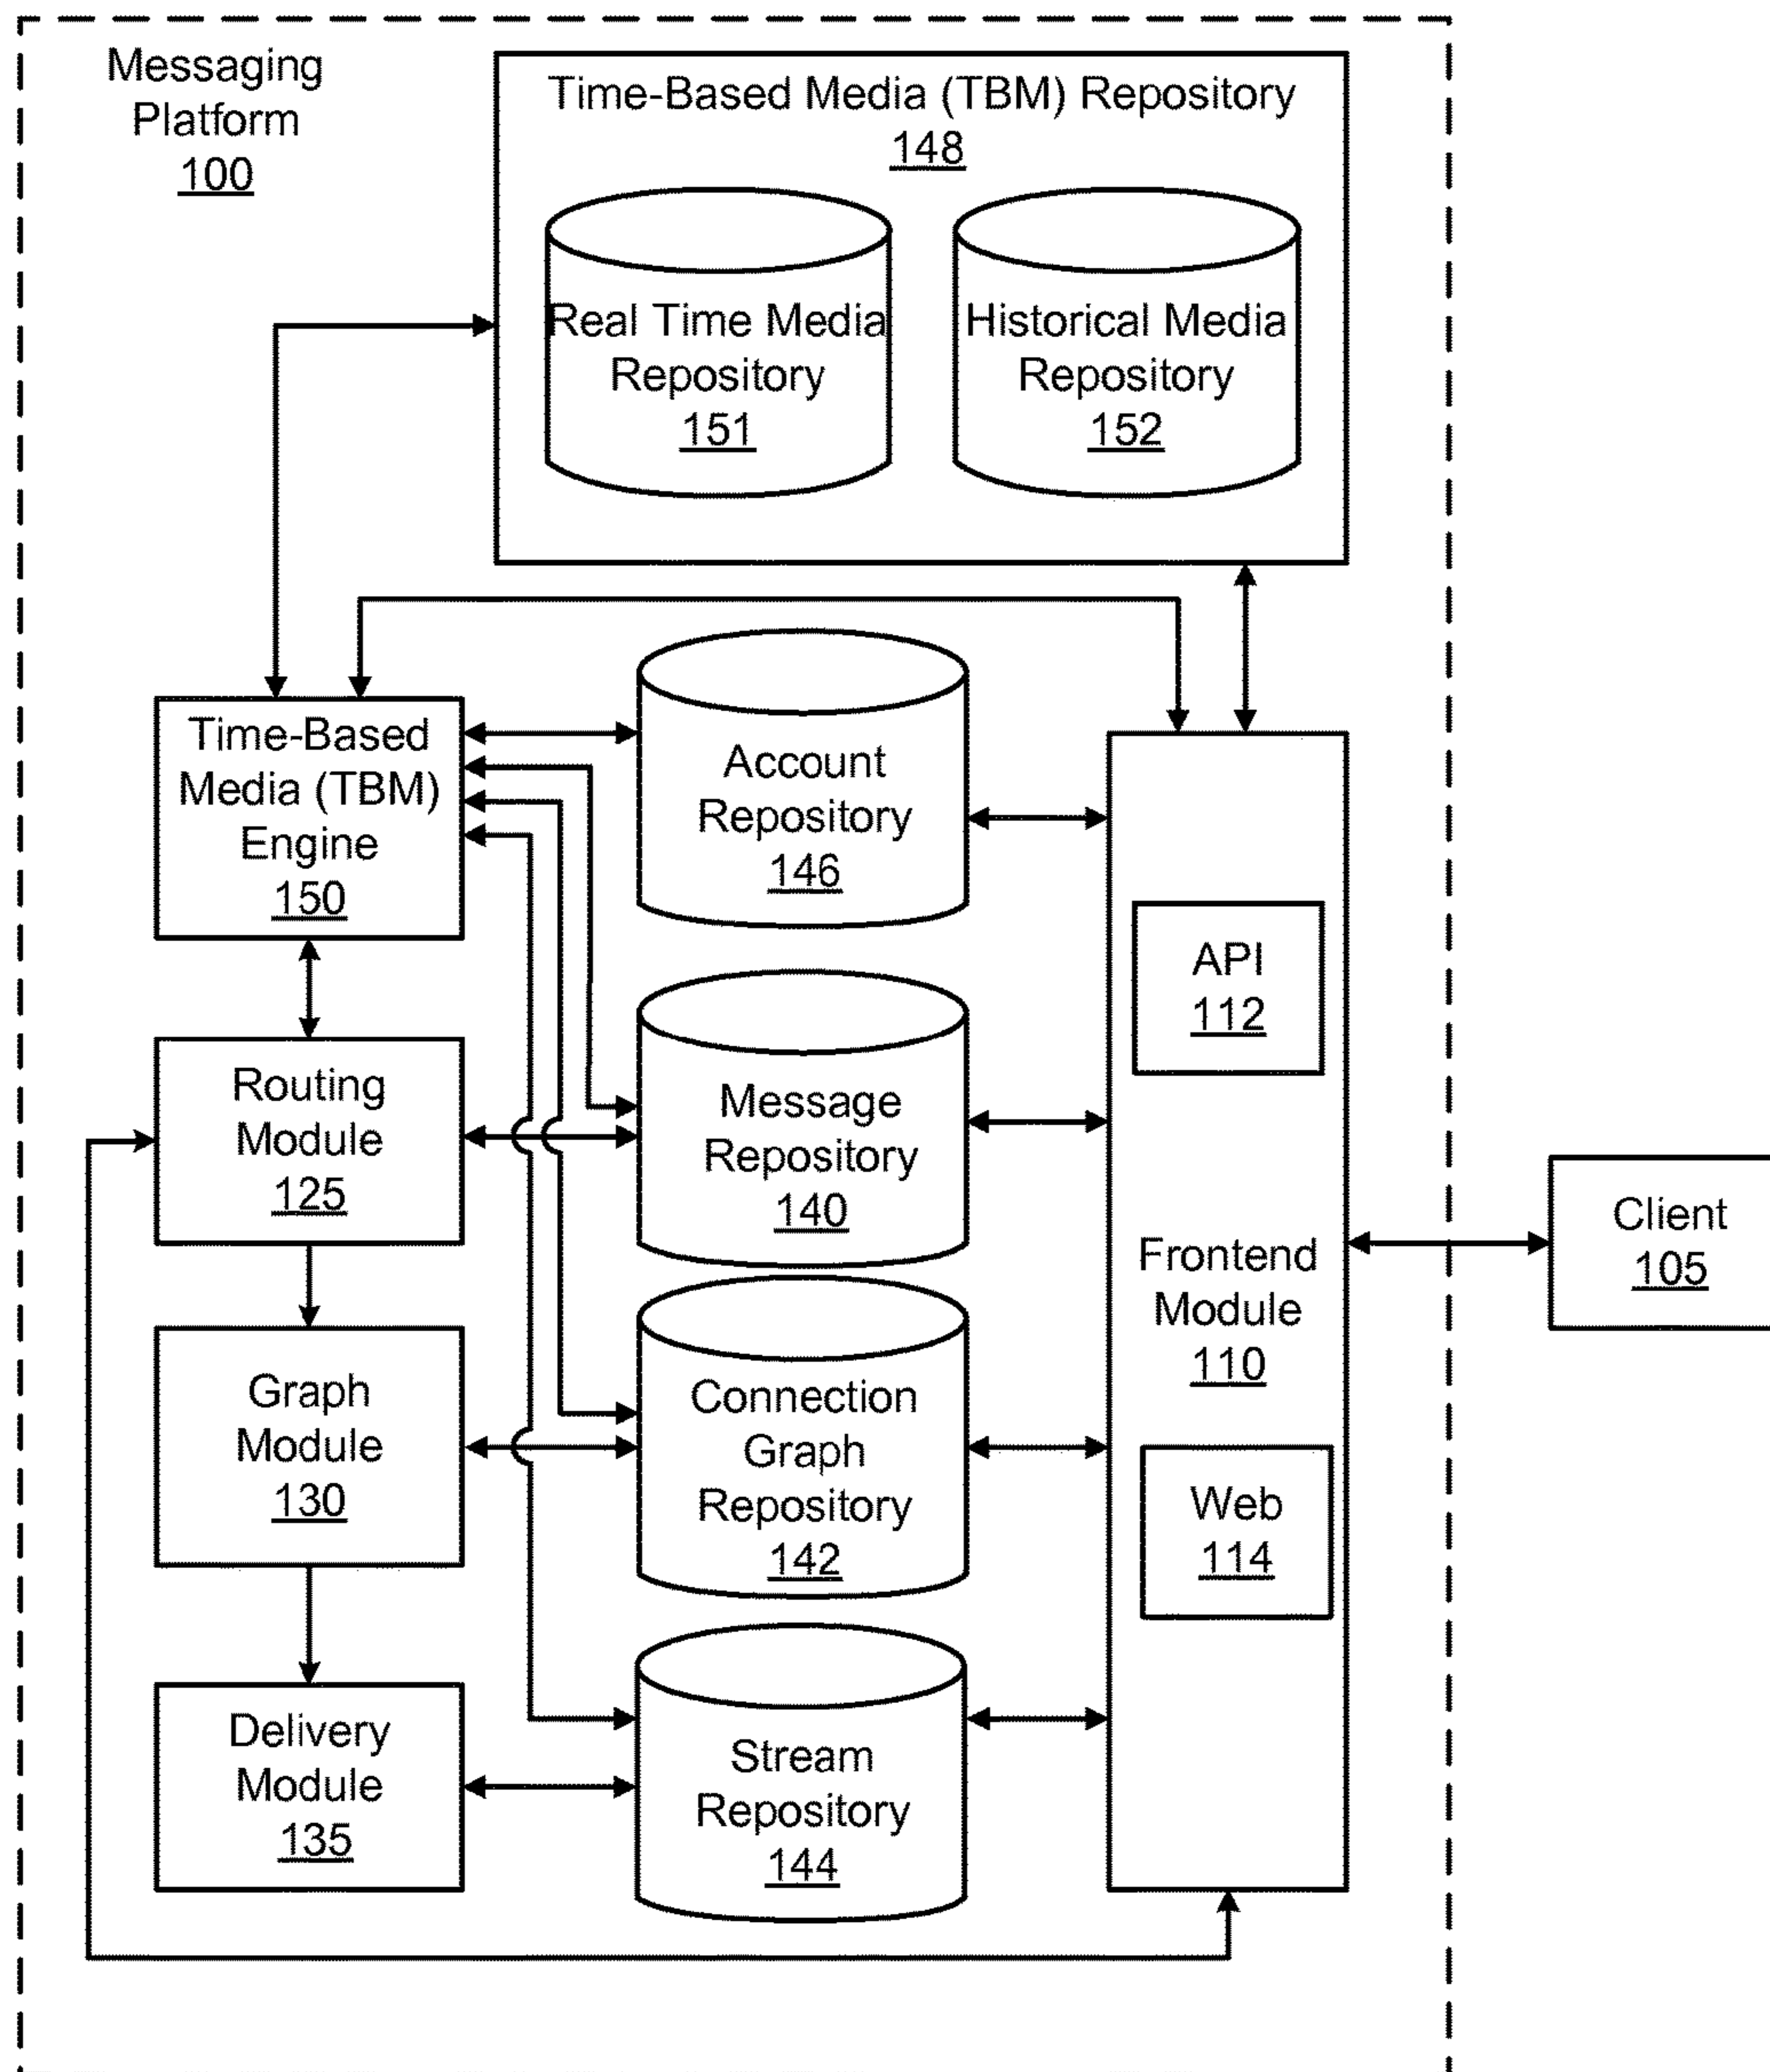 Messaging
Platform
100
Time-Based Media (TBM) Repository
148
Real Time Media
Repository
151
Historical Media
Repository
152
Time-Based
Media (TBM)
Engine
150
Account
Repository
146
API
112
Routing
Module
125
Message
Repository
140
Frontend
Module
110
Client
105
Graph
Module
130
Connection
Graph
Repository
142
Web
114
Delivery
Module
135
Stream
Repository
144